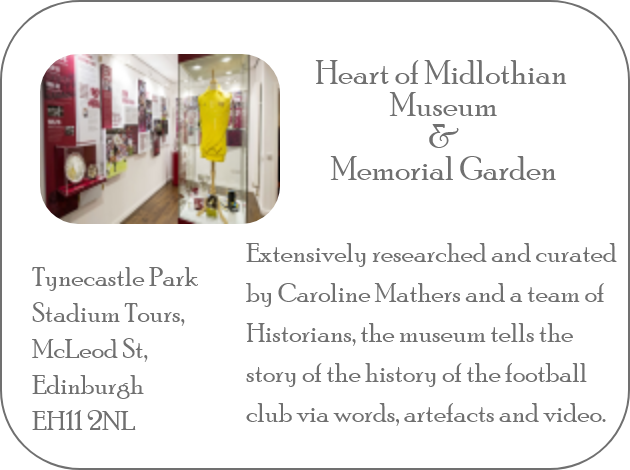 Heart of Midlothian
Museum
&
Memorial Garden
Tynecastle Park
Stadium Tours,
McLeod St,
Edinburgh
EH11 2NL
Extensively researched and curated
by Caroline Mathers and a team of
Historians, the museum tells the
story of the history of the football
club via words, artefacts and video.